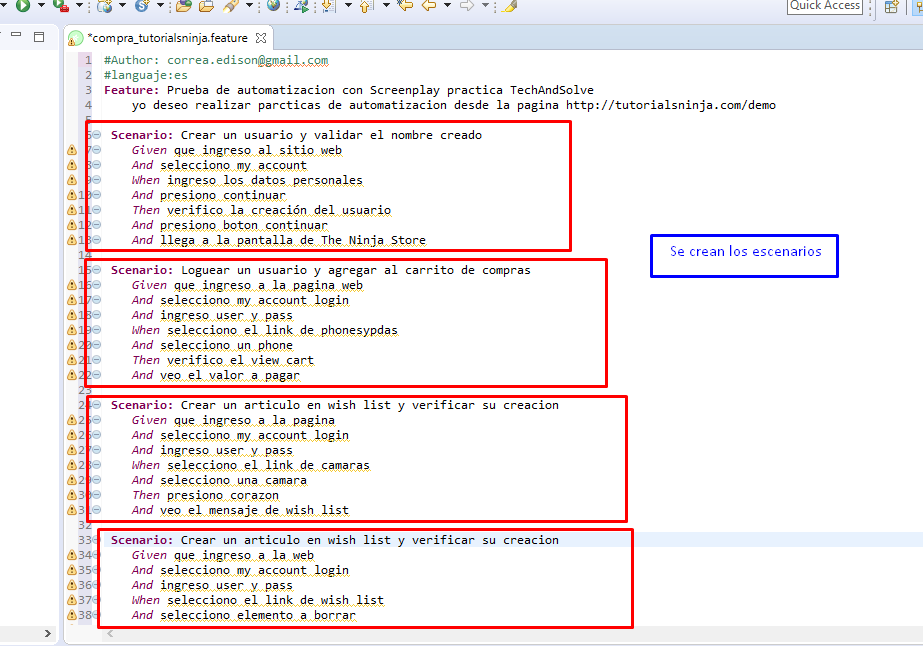 Quick Access
*compra_tutorialsninja.feature
1 #Author: correa.edison@gmail.com
2 #languaje:es
3 Feature: Prueba de automatizacion con Screenplay practica TechAndSolve
4 yo deseo realizar parcticas de automatizacion desde la pagina http://tutorialsninja.com/demo
5
6 Scenario: Crear un usuario y validar el nombre creado
7 Given que ingreso al sitio web
8 And selecciono my account
9 When ingreso los datos personales
10 And presiono continuar
11 Then verifico la creación del usuario
12 And presiono boton continuar
13 And llega a la pantalla de The Ninja Store
Se crean los escenarios
14
15 Scenario: Loguear un usuario y agregar al carrito de compras
16 Given que ingreso a la pagina web
17 And selecciono my account login
18 And ingreso user y pass
19 When selecciono el link de phonesypdas
20 And selecciono un phone
21 Then verifico el view cart
22 And veo el valor a pagar
23
24 Scenario: Crear un articulo en wish list y verificar su creacion
25 Given que ingreso a la pagina
26 And selecciono my account login
27 And ingreso user y pass
28 When selecciono el link de camaras
29 And selecciono una camara
30 Then presiono corazon
31 And veo el mensaje de wish list
32
33 Scenario: Crear un articulo en wish list y verificar su creacion
34 Given que ingreso a la web
35 And selecciono my account login
36 And ingreso user y pass
37 When selecciono el link de wish list
38 And selecciono elemento a borrar